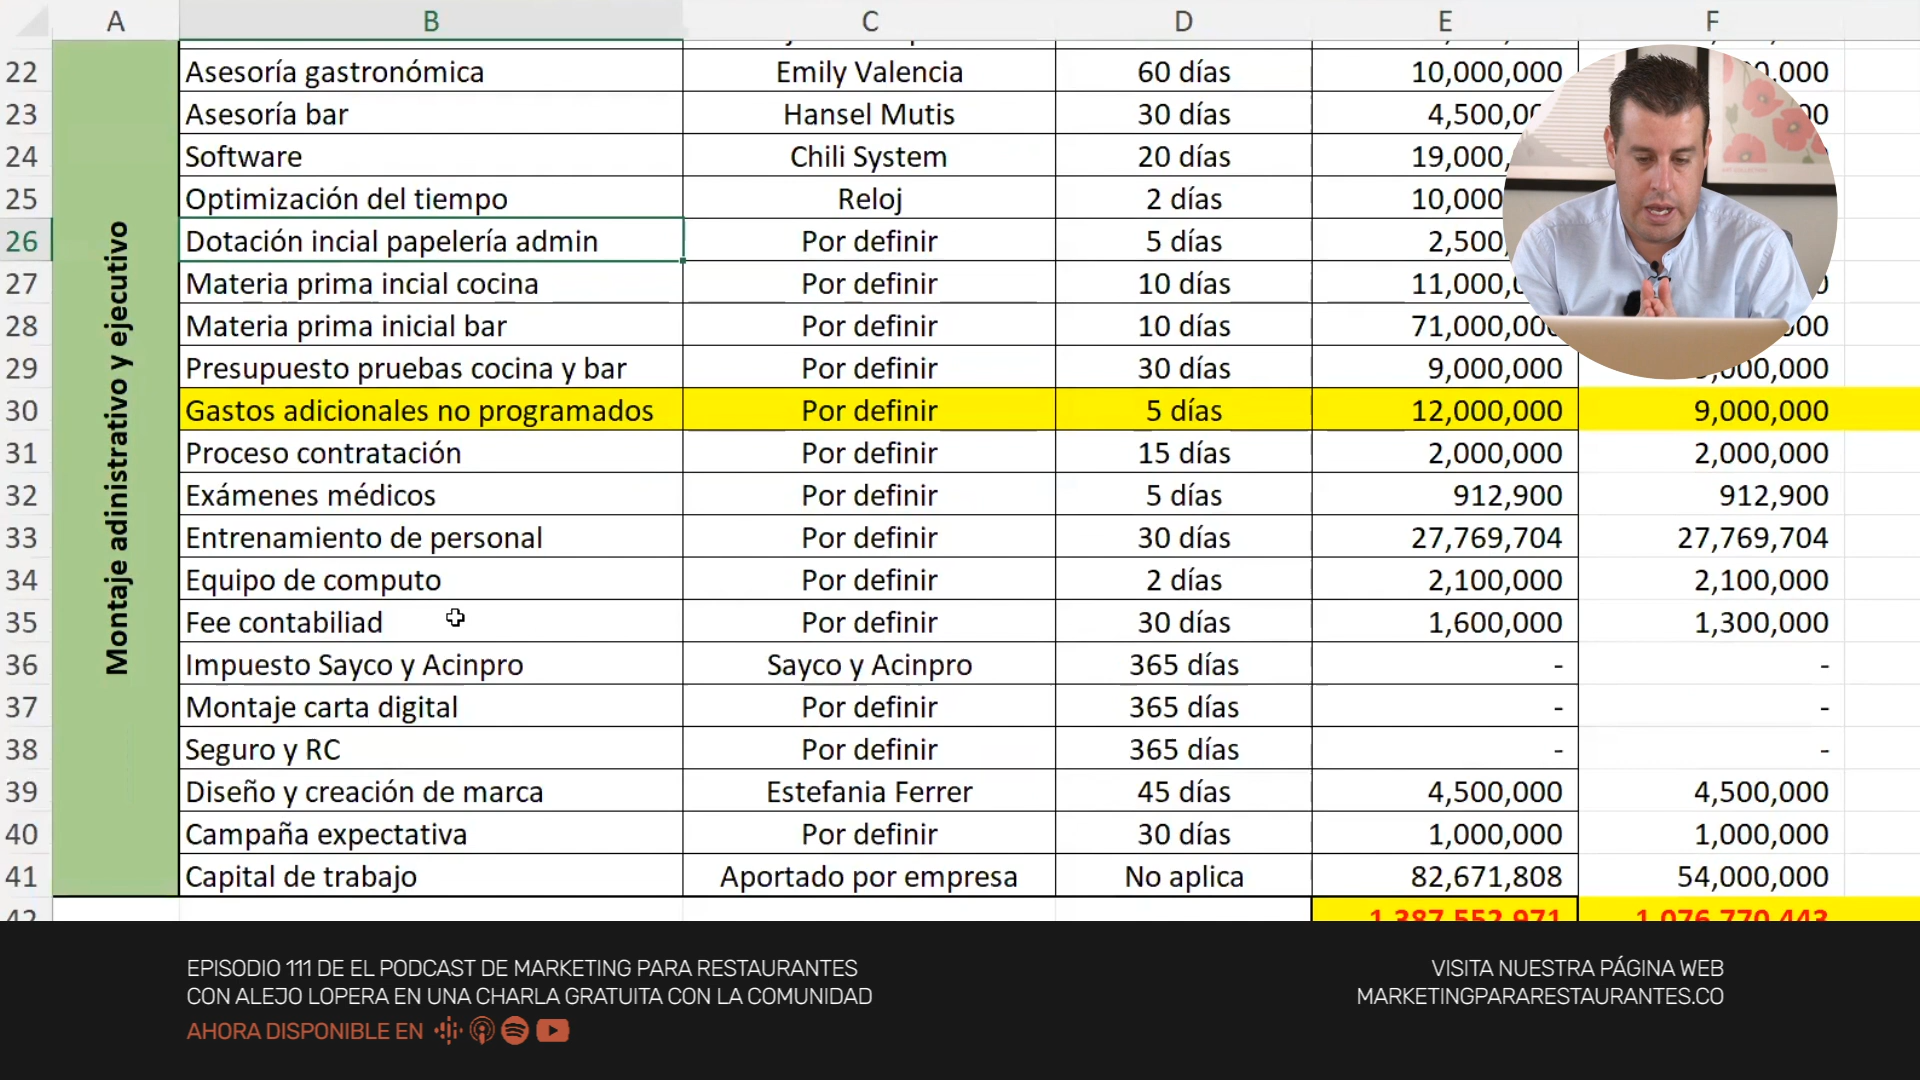 A B C D E F
22 Asesoría gastronómica Emily Valencia 60 días 10,000,000
23 Asesoría bar Hansel Mutis 30 días
24 Software Chili System 20 días
25 Optimización del tiempo Reloj 2 días
26 Dotación incial papelería admin Por definir 5 días
27 Materia prima incial cocina Por definir 10 días
28 Materia prima inicial bar Por definir 10 días
29 Presupuesto pruebas cocina y bar Por definir 30 días 9,000,000
30 Gastos adicionales no programados Por definir 5 días 12,000,000 9,000,000
31 Proceso contratación Por definir 15 días 2,000,000 2,000,000
32 Exámenes médicos Por definir 5 días 912,900 912,900
33 Entrenamiento de personal Por definir 30 días 27,769,704 27,769,704
34 Equipo de computo Por definir 2 días 2,100,000 2,100,000
35 Fee contabiliad Por definir 30 días 1,600,000 1,300,000
36 Impuesto Sayco y Acinpro Sayco y Acinpro 365 días - -
37 Montaje carta digital Por definir 365 días - -
38 Seguro y RC Por definir 365 días - -
39 Diseño y creación de marca Estefania Ferrer 45 días 4,500,000 4,500,000
40 Campaña expectativa Por definir 30 días 1,000,000 1,000,000
41 Capital de trabajo Aportado por empresa No aplica 82,671,808 54,000,000
42 1,387,552,971 1,076,770,443
Montaje adinistrativo y ejecutivo
EPISODIO 111 DE EL PODCAST DE MARKETING PARA RESTAURANTES
CON ALEJO LOPERA EN UNA CHARLA GRATUITA CON LA COMUNIDAD
AHORA DISPONIBLE EN
VISITA NUESTRA PÁGINA WEB
MARKETINGPARARESTAURANTES.CO